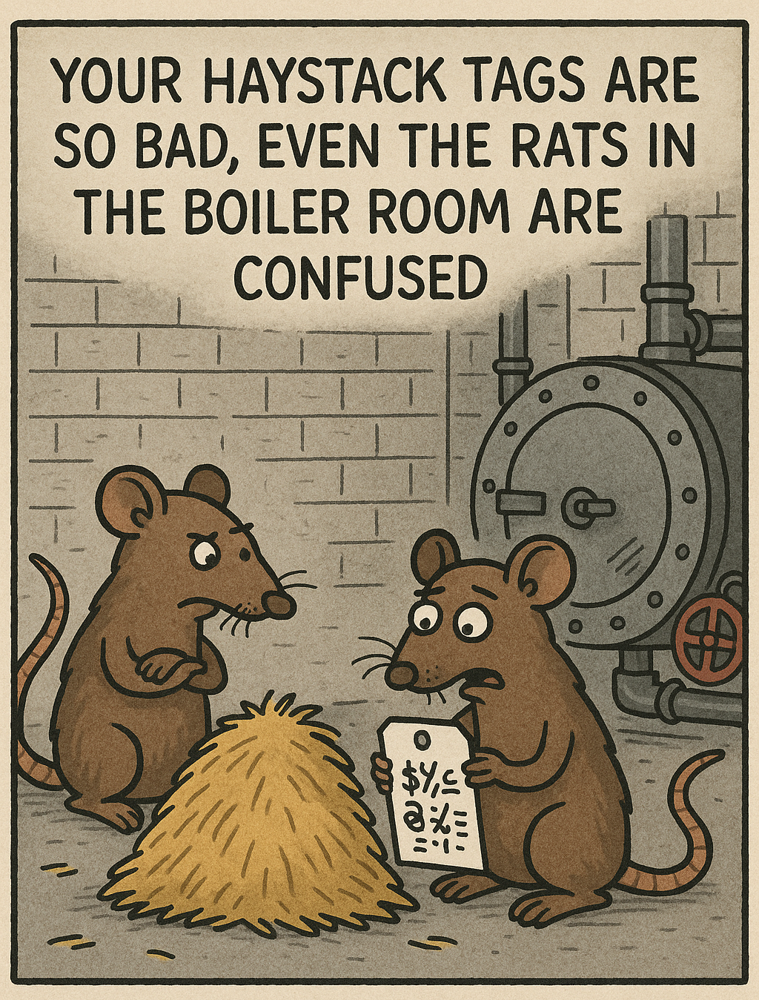 YOUR HAYSTACK TAGS ARE
SO BAD, EVEN THE RATS IN
THE BOILER ROOM ARE
CONFUSED